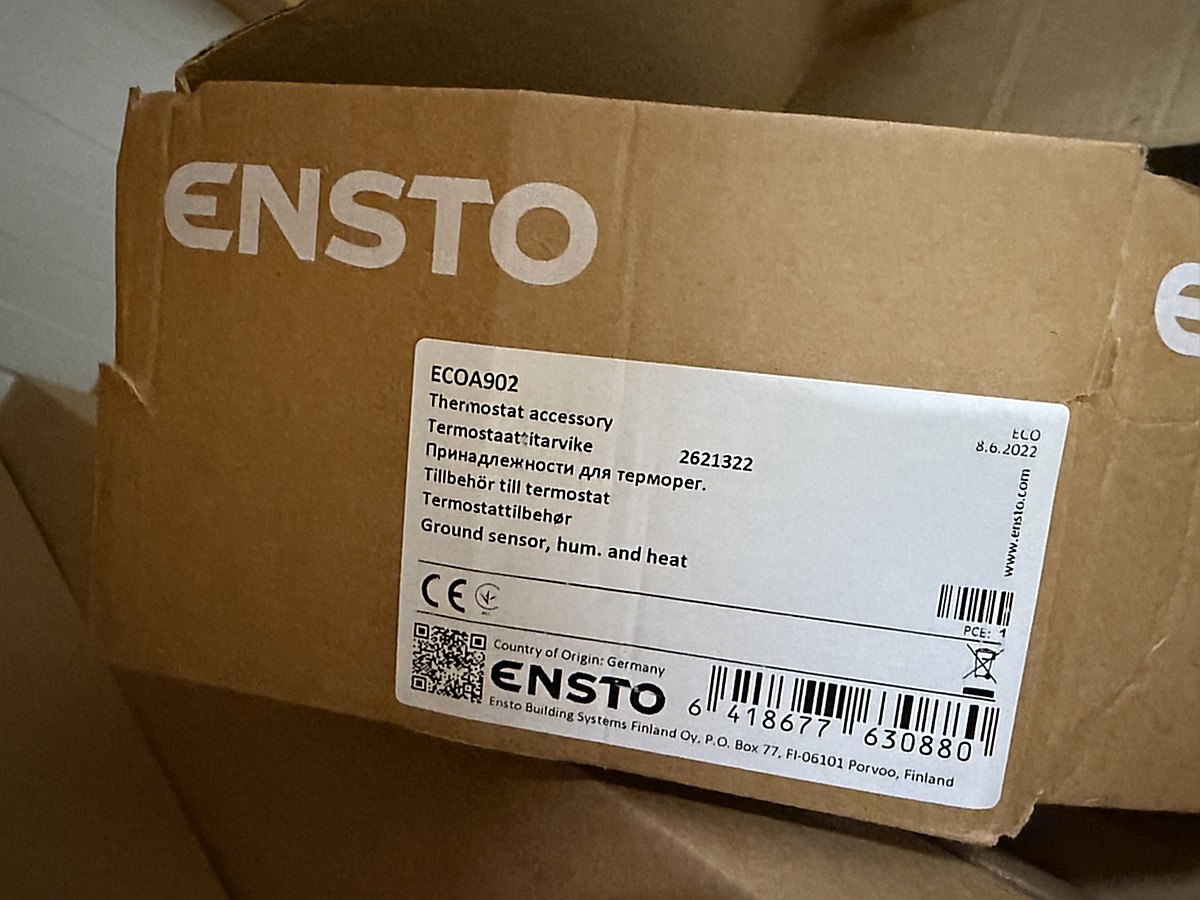 ENSTO
ECOA902
Thermostat accessory
Termostaattitarvike
2621322
Принадлежности для терморег.
Tillbehör till termostat
Termostattilbehør
Ground sensor, hum. and heat
ECO
8.6.2022
www.ensto.com
CE
PCE: 1
Country of Origin: Germany
ENSTO
6 418677 630880
Ensto Building Systems Finland Oy, P.O. Box 77, FI-06101 Porvoo, Finland